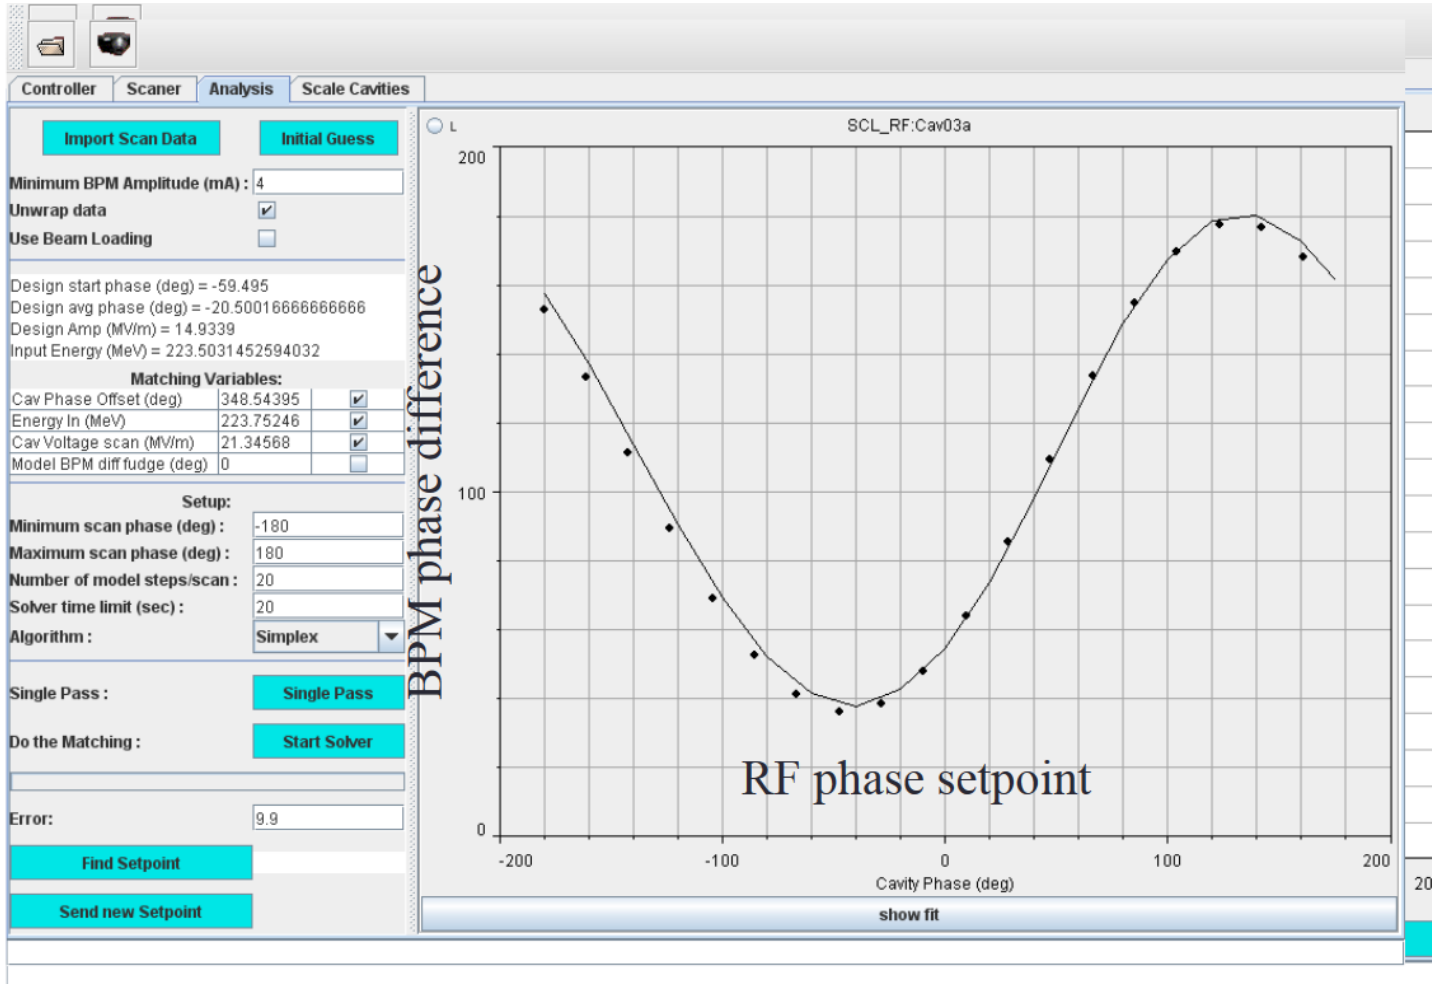 Controller Scaner Analysis Scale Cavities
Import Scan Data Initial Guess
Minimum BPM Amplitude (mA) : 4
Unwrap data
Use Beam Loading
Design start phase (deg) = -59.495
Design avg phase (deg) = -20.50016666666666
Design Amp (MV/m) = 14.9339
Input Energy (MeV) = 223.5031452594032
Matching Variables:
Cav Phase Offset (deg) 348.54395
Energy In (MeV) 223.75246
Cav Voltage scan (MV/m) 21.34568
Model BPM diff fudge (deg) 0
Setup:
Minimum scan phase (deg) : -180
Maximum scan phase (deg) : 180
Number of model steps/scan : 20
Solver time limit (sec) : 20
Algorithm : Simplex
Single Pass : Single Pass
Do the Matching : Start Solver
Error: 9.9
Find Setpoint
Send new Setpoint
L
SCL_RF:Cav03a
200
100
0
BPM phase difference
RF phase setpoint
-200 -100 0 100 200
Cavity Phase (deg)
show fit
20